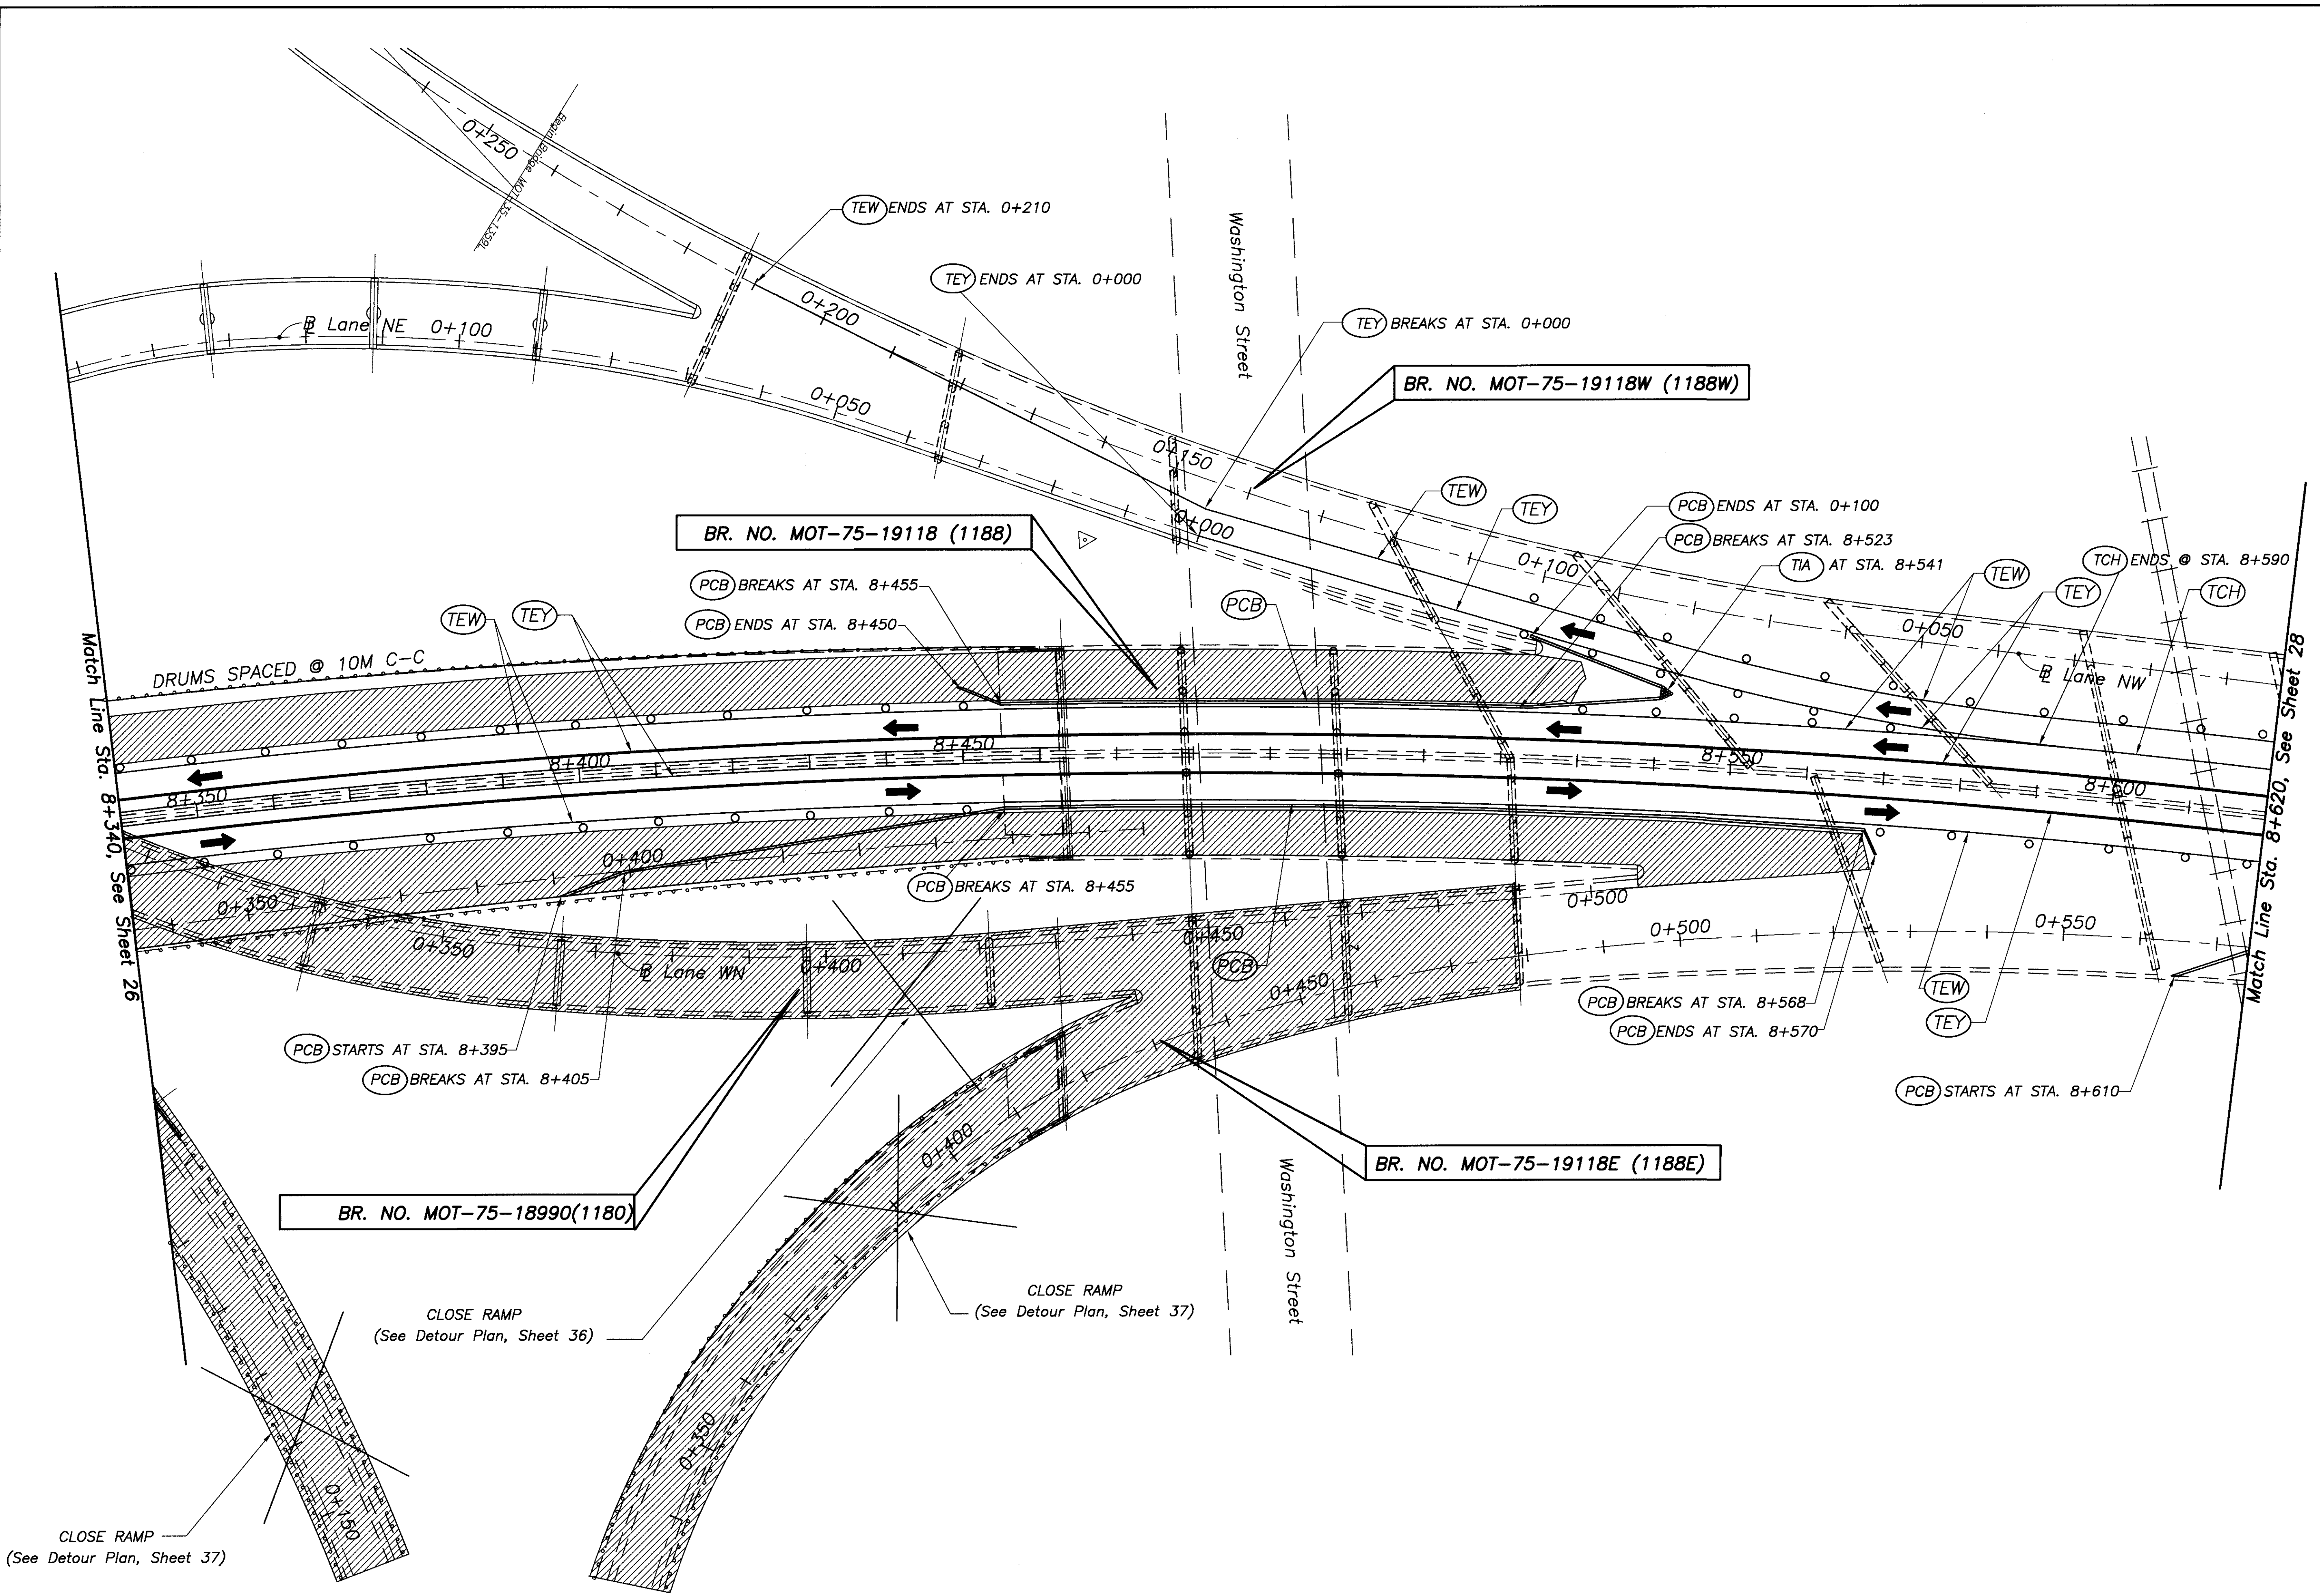 0+250
Begin Bridge MOT-35-1359L
TEW ENDS AT STA. 0+210
TEY ENDS AT STA. 0+000
Washington Street
TEY BREAKS AT STA. 0+000
BR. NO. MOT-75-19118W (1188W)
0+200
B Lane NE 0+100
0+050
0+150
0+000
TEW
TEY
PCB ENDS AT STA. 0+100
PCB BREAKS AT STA. 8+523
TIA AT STA. 8+541
TCH ENDS @ STA. 8+590
TEW
TEY
TCH
BR. NO. MOT-75-19118 (1188)
PCB BREAKS AT STA. 8+455
PCB ENDS AT STA. 8+450
PCB
0+100
0+050
B Lane NW
TEW
TEY
DRUMS SPACED @ 10M C-C
Match Line Sta. 8+340, See Sheet 26
Match Line Sta. 8+620, See Sheet 28
8+350
8+400
8+450
8+550
8+600
0+400
PCB BREAKS AT STA. 8+455
0+350
0+350
B Lane WN
0+400
0+450
PCB
0+450
0+500
0+500
0+550
PCB BREAKS AT STA. 8+568
PCB ENDS AT STA. 8+570
TEW
TEY
PCB STARTS AT STA. 8+395
PCB BREAKS AT STA. 8+405
PCB STARTS AT STA. 8+610
0+400
BR. NO. MOT-75-19118E (1188E)
BR. NO. MOT-75-18990(1180)
Washington Street
CLOSE RAMP
(See Detour Plan, Sheet 37)
CLOSE RAMP
(See Detour Plan, Sheet 36)
0+350
0+150
CLOSE RAMP
(See Detour Plan, Sheet 37)